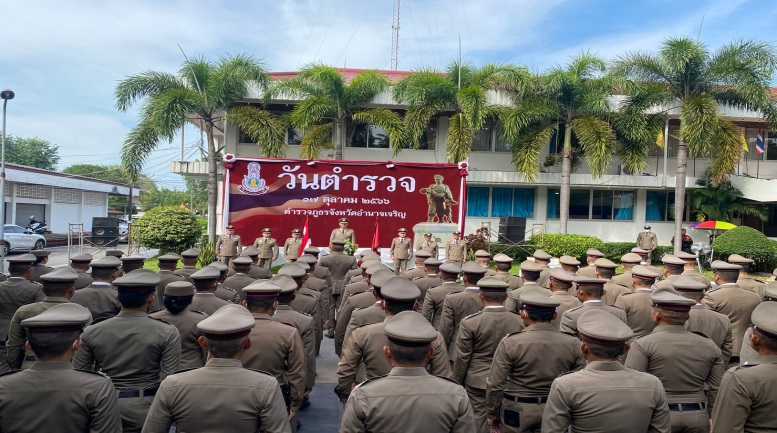 วันตำรวจ
๑๗ ตุลาคม ๒๕๖๖
ตำรวจภูธรจังหวัดอำนาจเจริญ